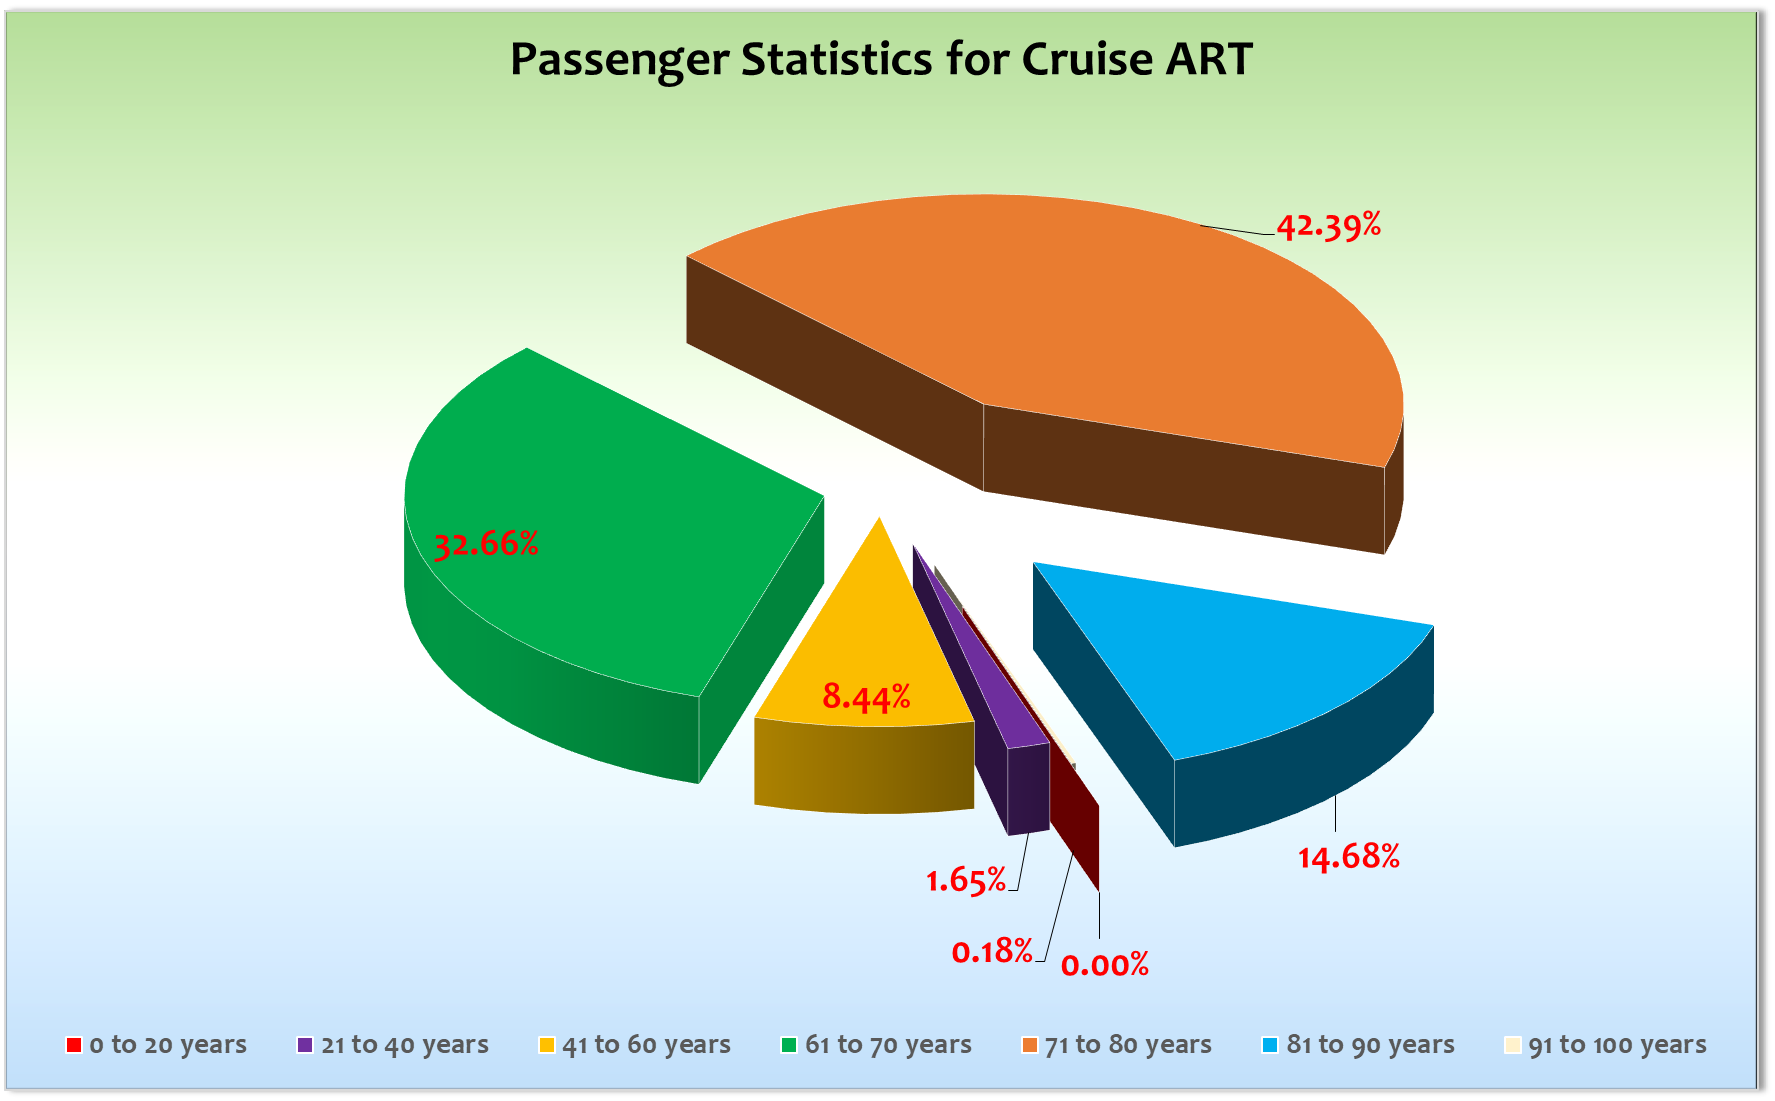 Passenger Statistics for Cruise ART
42.39%
32.66%
8.44%
14.68%
1.65%
0.18%
0.00%
0 to 20 years
21 to 40 years
41 to 60 years
61 to 70 years
71 to 80 years
81 to 90 years
91 to 100 years